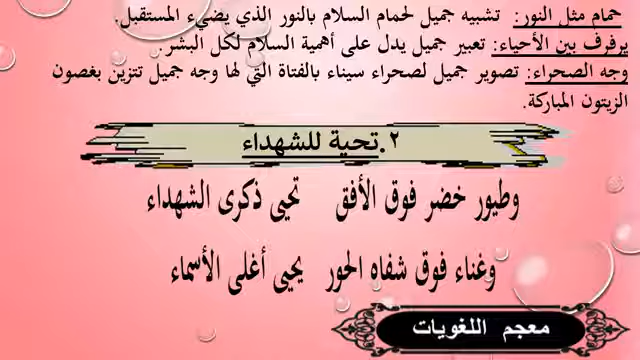 حمام مثل النور: تشبيه جميل لحمام السلام بالنور الذي يضيء المستقبل.
يرفرف بين الأحياء: تعبير جميل يدل على أهمية السلام لكل البشر.
وجه الصحراء: تصوير جميل لصحراء سيناء بالفتاة التي لها وجه جميل تتزين بغصون
الزيتون المباركة.
٢.تحية للشهداء
وطيور خضر فوق الأفق تحيى ذكرى الشهداء
وغناء فوق شفاه الحور يحيى أغلى الأسماء
معجم اللغويات